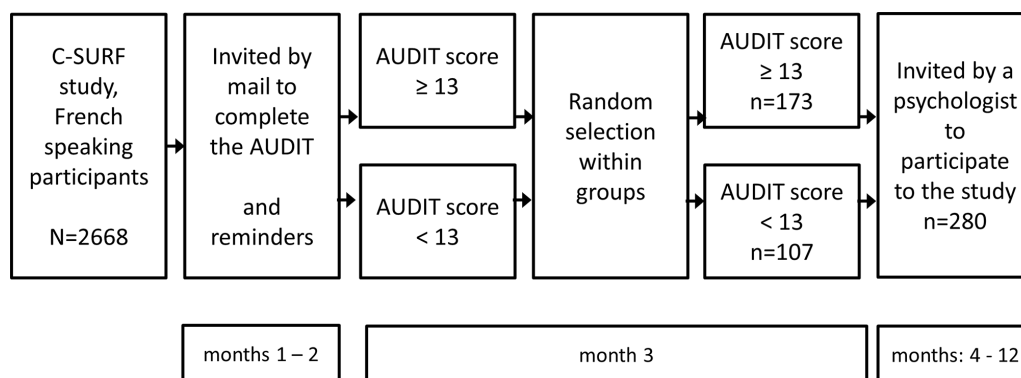 C-SURF
study,
French
speaking
participants
N=2668
Invited by
mail to
complete
the AUDIT
and
reminders
AUDIT score
≥ 13
AUDIT score
< 13
Random
selection
within
groups
AUDIT score
≥ 13
n=173
AUDIT score
< 13
n=107
Invited by a
psychologist
to
participate
to the study
n=280
months 1 – 2
month 3
months: 4 - 12